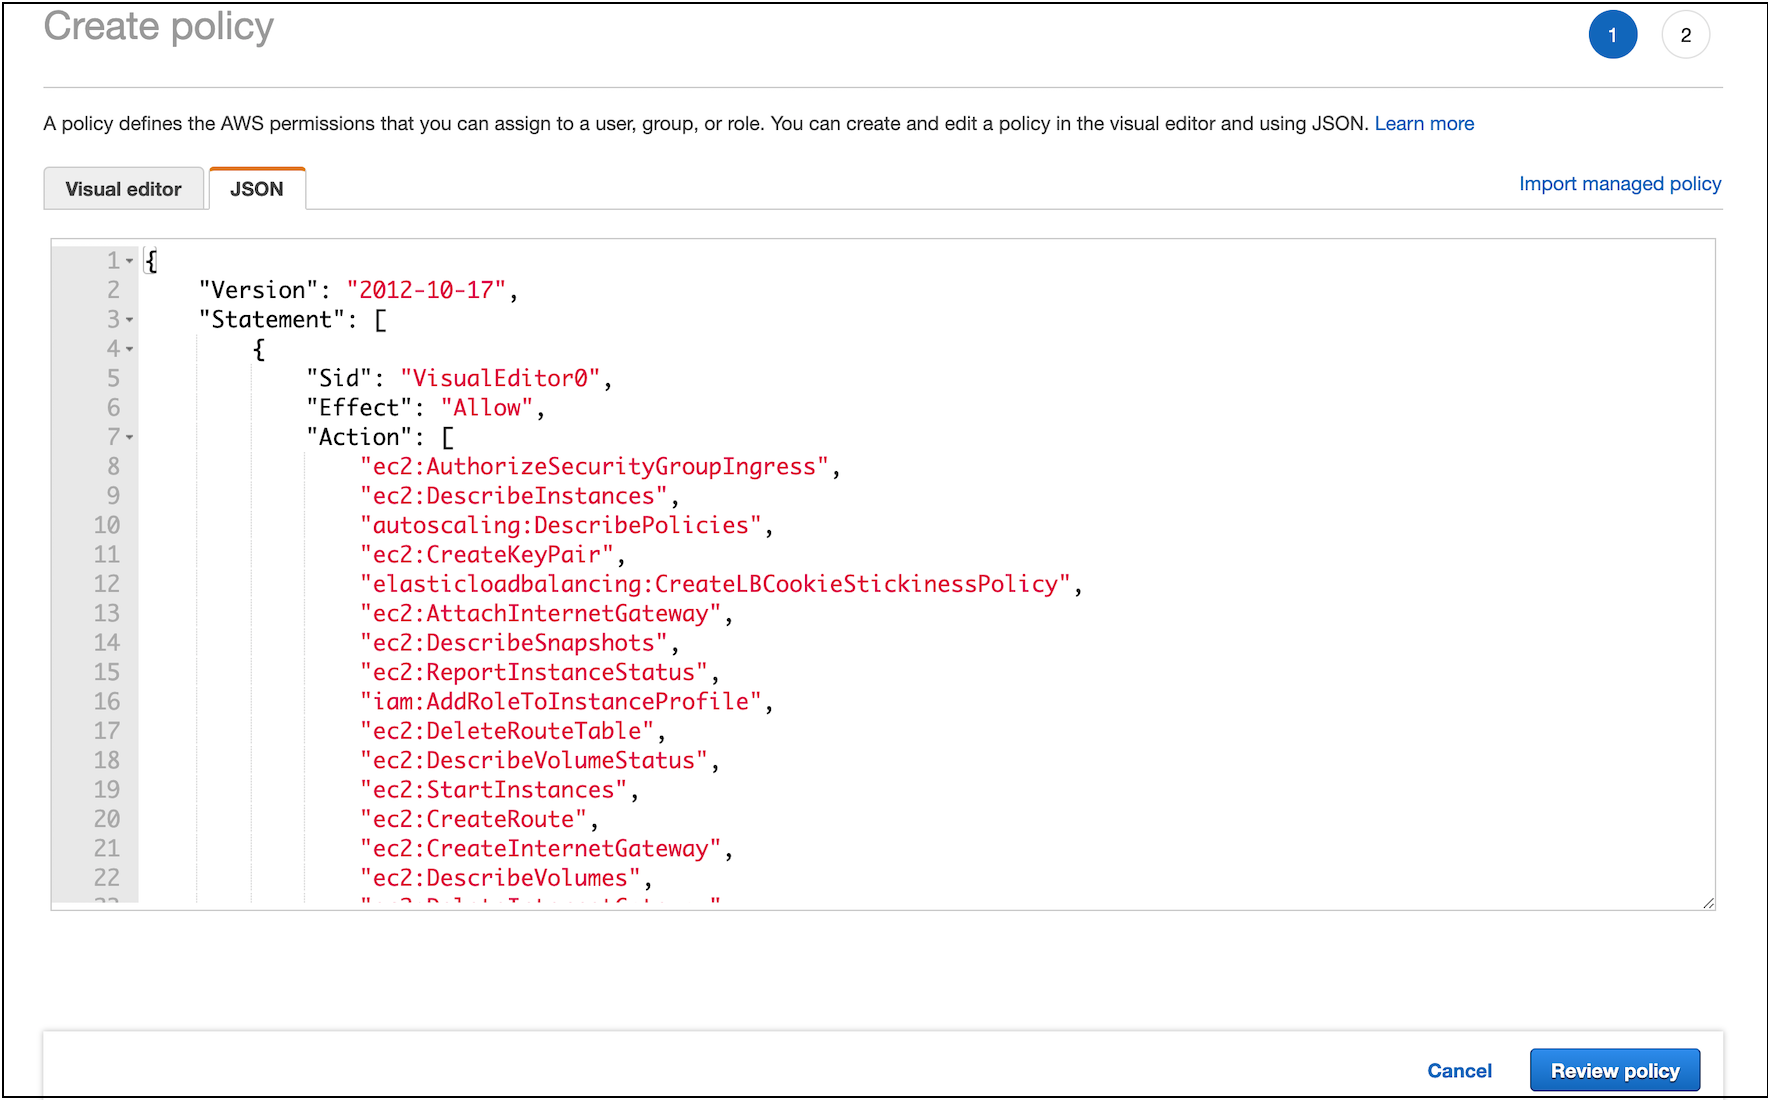 Create policy
1
2
A policy defines the AWS permissions that you can assign to a user, group, or role. You can create and edit a policy in the visual editor and using JSON. Learn more
Visual editor
JSON
Import managed policy
1 {
2 "Version": "2012-10-17",
3 "Statement": [
4 {
5 "Sid": "VisualEditor0",
6 "Effect": "Allow",
7 "Action": [
8 "ec2:AuthorizeSecurityGroupIngress",
9 "ec2:DescribeInstances",
10 "autoscaling:DescribePolicies",
11 "ec2:CreateKeyPair",
12 "elasticloadbalancing:CreateLBCookieStickinessPolicy",
13 "ec2:AttachInternetGateway",
14 "ec2:DescribeSnapshots",
15 "ec2:ReportInstanceStatus",
16 "iam:AddRoleToInstanceProfile",
17 "ec2:DeleteRouteTable",
18 "ec2:DescribeVolumeStatus",
19 "ec2:StartInstances",
20 "ec2:CreateRoute",
21 "ec2:CreateInternetGateway",
22 "ec2:DescribeVolumes",
Cancel
Review policy